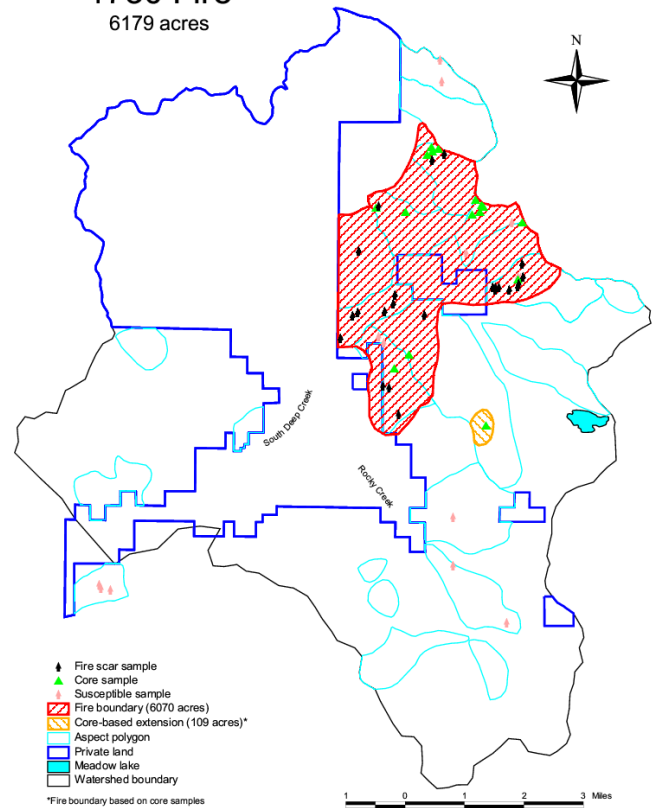 6179 acres
N
South Deep Creek
Rocky Creek
Fire scar sample
Core sample
Susceptible sample
Fire boundary (6070 acres)
Core-based extension (109 acres)*
Aspect polygon
Private land
Meadow lake
Watershed boundary
*Fire boundary based on core samples
1 0 1 2 3 Miles